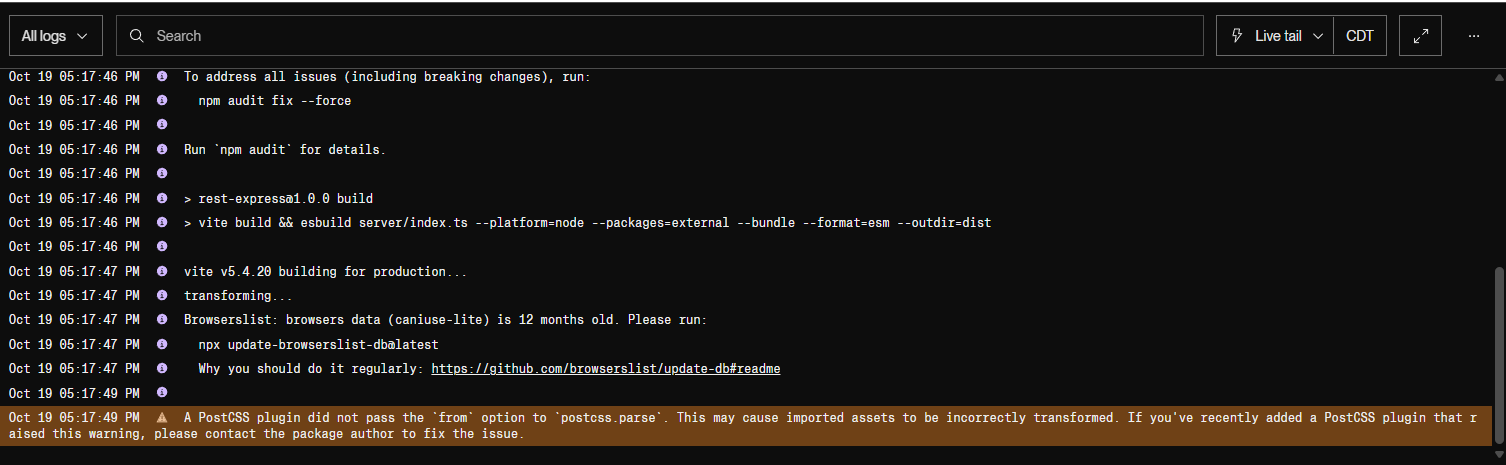 All logs Search Live tail CDT ...
Oct 19 05:17:46 PM To address all issues (including breaking changes), run:
Oct 19 05:17:46 PM npm audit fix --force
Oct 19 05:17:46 PM
Oct 19 05:17:46 PM Run `npm audit` for details.
Oct 19 05:17:46 PM
Oct 19 05:17:46 PM > rest-express@1.0.0 build
Oct 19 05:17:46 PM > vite build && esbuild server/index.ts --platform=node --packages=external --bundle --format=esm --outdir=dist
Oct 19 05:17:46 PM
Oct 19 05:17:47 PM vite v5.4.20 building for production...
Oct 19 05:17:47 PM transforming...
Oct 19 05:17:47 PM Browserslist: browsers data (caniuse-lite) is 12 months old. Please run:
Oct 19 05:17:47 PM npx update-browserslist-db@latest
Oct 19 05:17:47 PM Why you should do it regularly: https://github.com/browserslist/update-db#readme
Oct 19 05:17:49 PM
Oct 19 05:17:49 PM A PostCSS plugin did not pass the `from` option to `postcss.parse`. This may cause imported assets to be incorrectly transformed. If you've recently added a PostCSS plugin that r
aised this warning, please contact the package author to fix the issue.